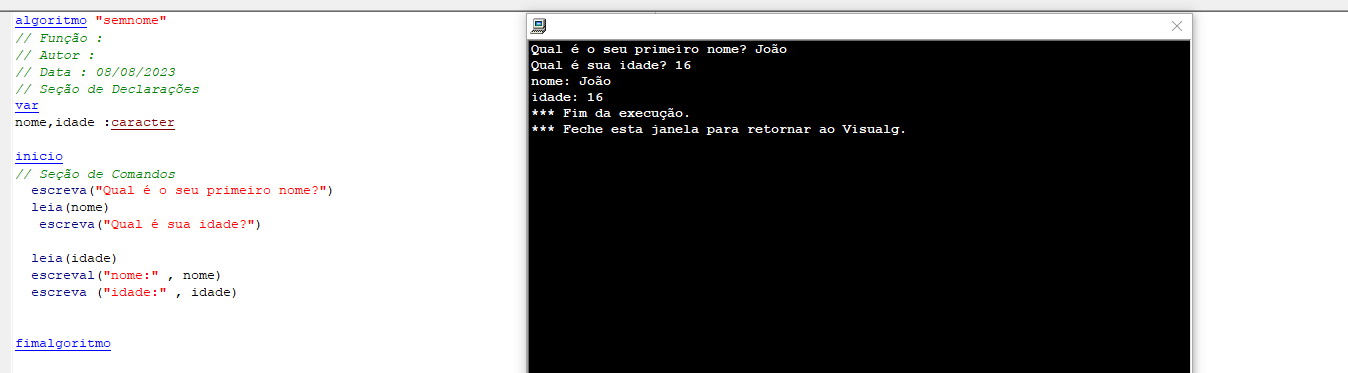 algoritmo "semnome"
// Função :
// Autor :
// Data : 08/08/2023
// Seção de Declarações
var
nome,idade :caracter
inicio
// Seção de Comandos
escreva("Qual é o seu primeiro nome?")
leia(nome)
escreva("Qual é sua idade?")
leia(idade)
escreval("nome:" , nome)
escreva ("idade:" , idade)
fimalgoritmo
Qual é o seu primeiro nome? João
Qual é sua idade? 16
nome: João
idade: 16
*** Fim da execução.
*** Feche esta janela para retornar ao Visualg.